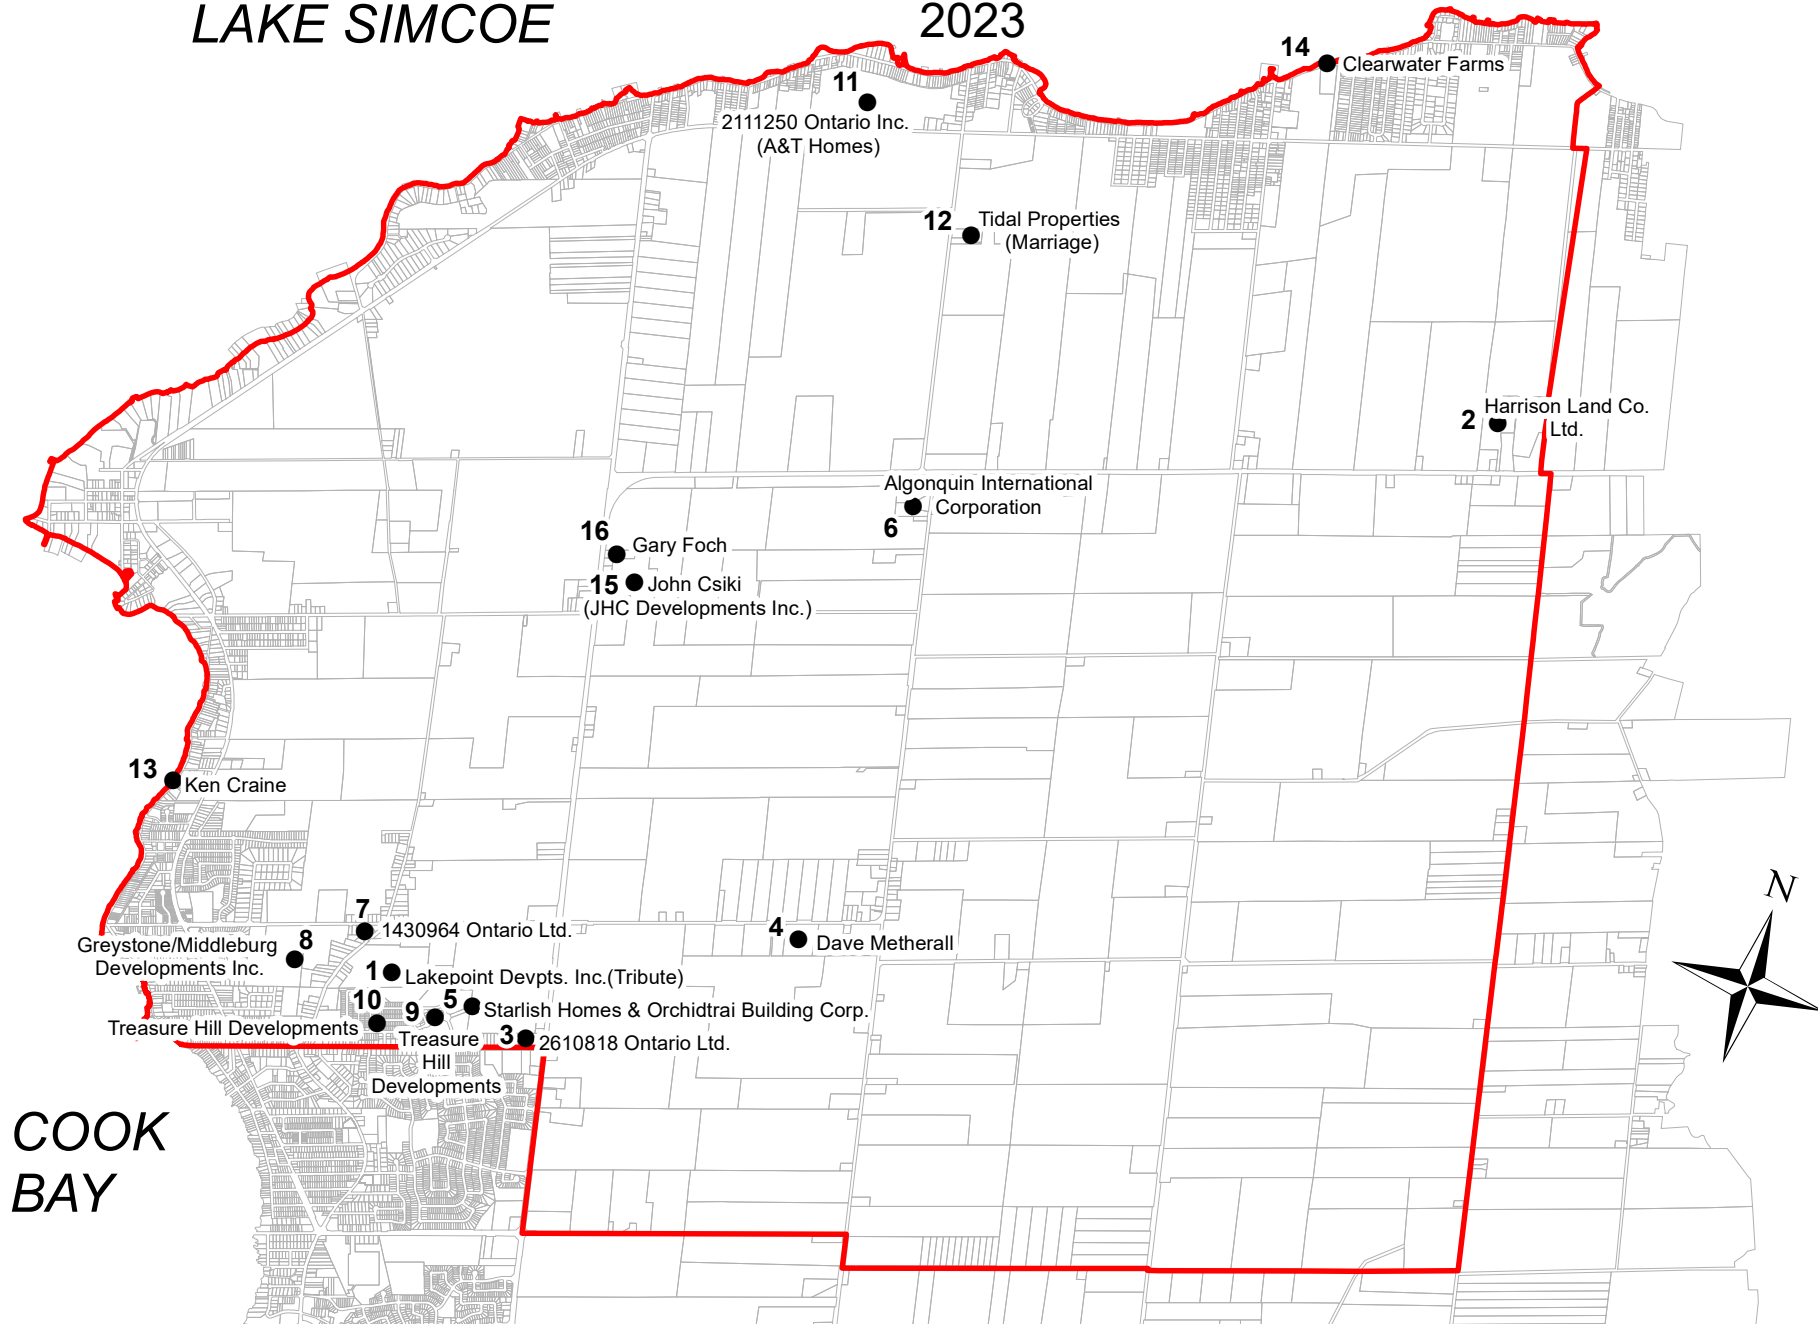 LAKE SIMCOE
2023
14
Clearwater Farms
11
2111250 Ontario Inc.
(A&T Homes)
12
Tidal Properties
(Marriage)
2
Harrison Land Co.
Ltd.
Algonquin International
Corporation
6
16
Gary Foch
15
John Csiki
(JHC Developments Inc.)
13
Ken Craine
7
1430964 Ontario Ltd.
8
Greystone/Middleburg
Developments Inc.
4
Dave Metherall
1
Lakepoint Devpts. Inc.(Tribute)
10
Treasure Hill Developments
9
Treasure
Hill
Developments
5
Starlish Homes & Orchidtrai Building Corp.
3
2610818 Ontario Ltd.
N
COOK
BAY